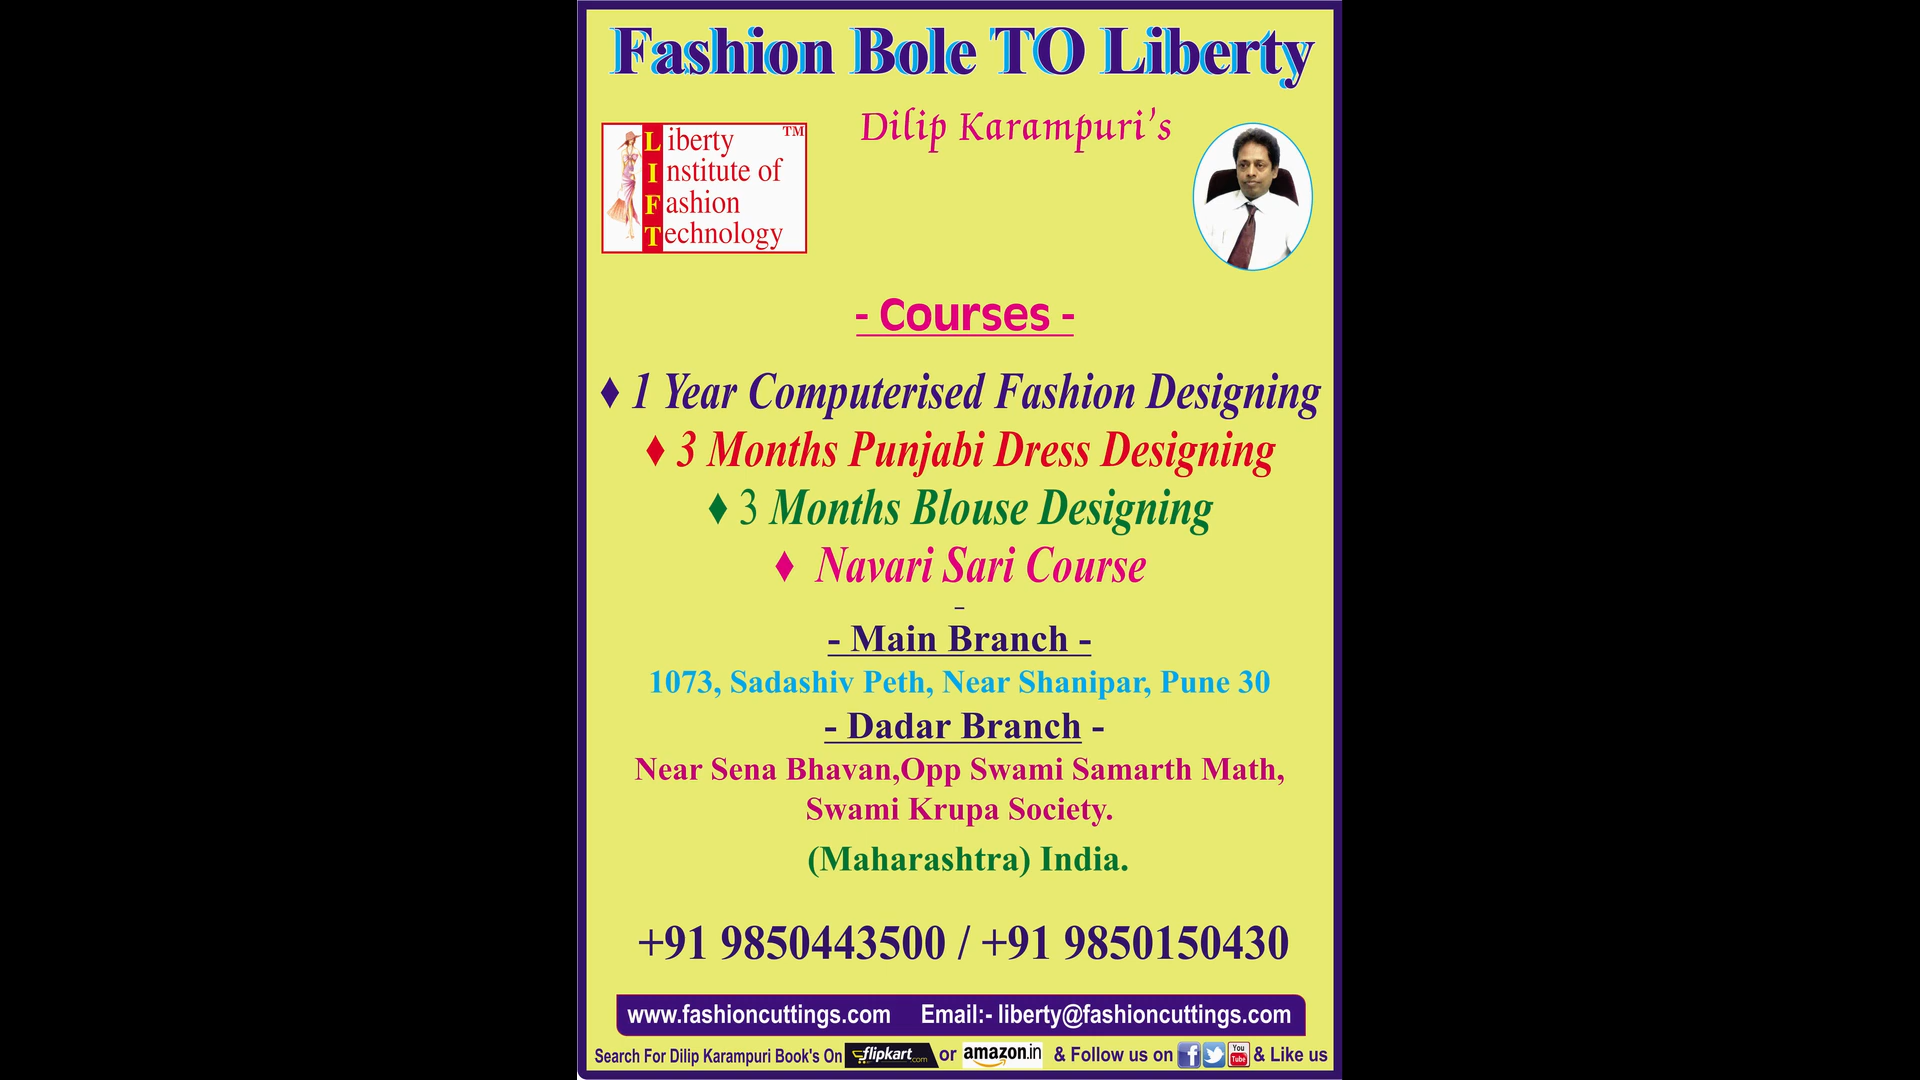 Fashion Bole TO Liberty
Dilip Karampuri's
Liberty TM
Institute of
Fashion
Technology
- Courses -
♦ 1 Year Computerised Fashion Designing
♦ 3 Months Punjabi Dress Designing
♦ 3 Months Blouse Designing
♦ Navari Sari Course
-
- Main Branch -
1073, Sadashiv Peth, Near Shanipar, Pune 30
- Dadar Branch -
Near Sena Bhavan,Opp Swami Samarth Math,
Swami Krupa Society.
(Maharashtra) India.
+91 9850443500 / +91 9850150430
www.fashioncuttings.com Email:- liberty@fashioncuttings.com
Search For Dilip Karampuri Book's On flipkart.com or amazon.in & Follow us on f You Tube & Like us